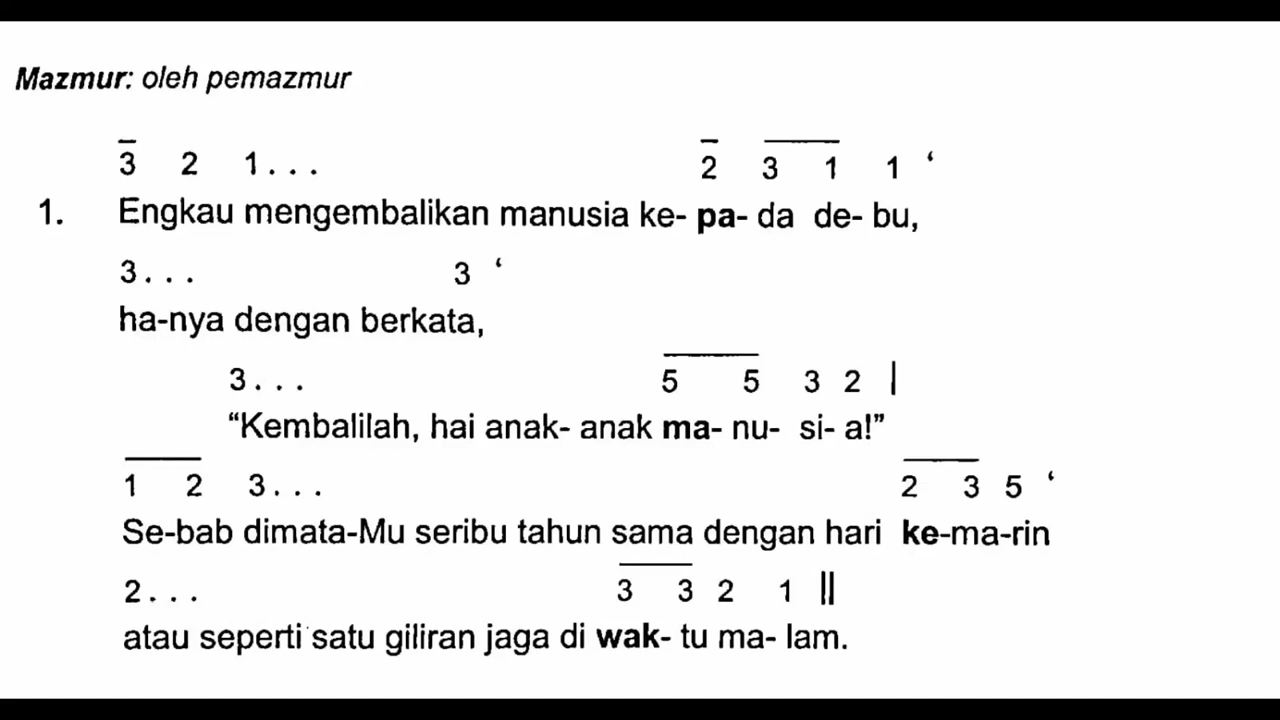 Mazmur: oleh pemazmur
3 2 1... 2 3 1 1 ‘
1. Engkau mengembalikan manusia ke- pa- da de- bu,
3... 3 ‘
ha-nya dengan berkata,
3... 5 5 3 2 |
“Kembalilah, hai anak- anak ma- nu- si- a!”
1 2 3... 2 3 5 ‘
Se-bab dimata-Mu seribu tahun sama dengan hari ke-ma-rin
2... 3 3 2 1 ||
atau seperti satu giliran jaga di wak- tu ma- lam.